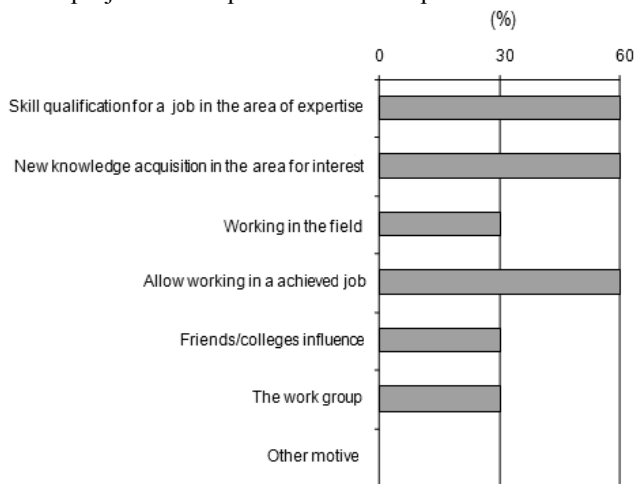 (%)
0 30 60
Skill qualification for a job in the area of expertise
New knowledge acquisition in the area for interest
Working in the field
Allow working in a achieved job
Friends/colleges influence
The work group
Other motive